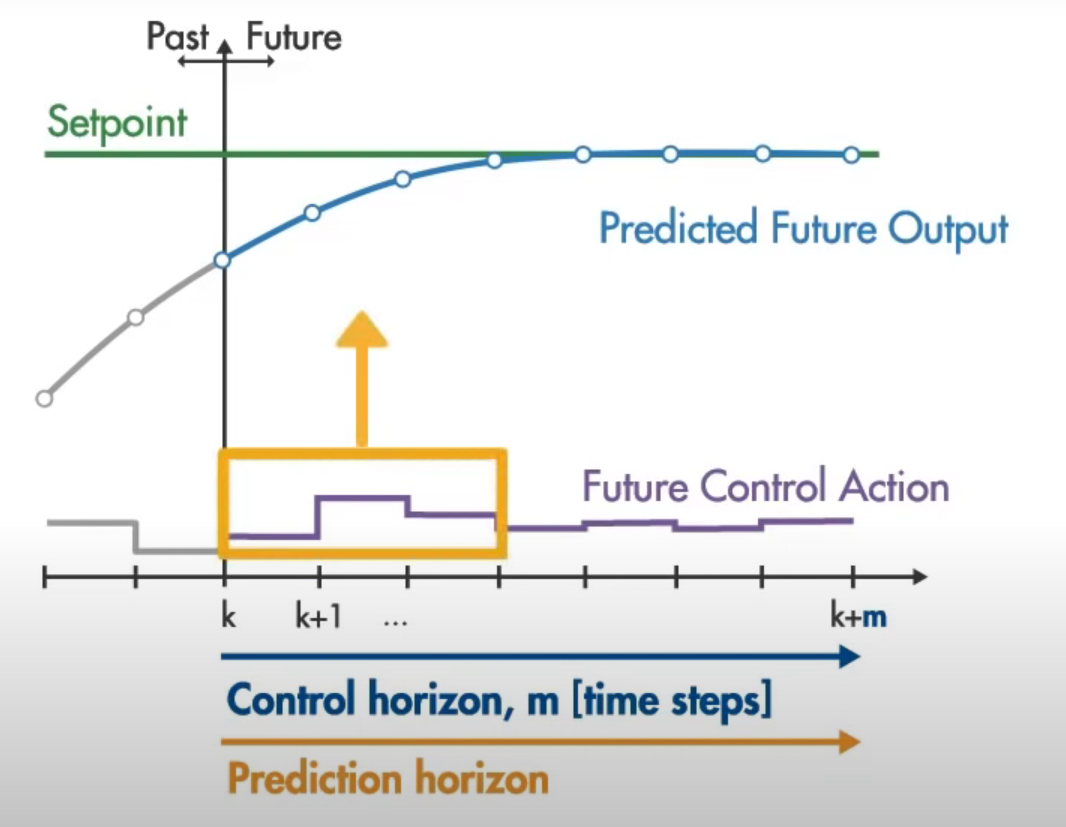 Past Future
Setpoint
Predicted Future Output
Future Control Action
k k+1 ... k+m
Control horizon, m [time steps]
Prediction horizon